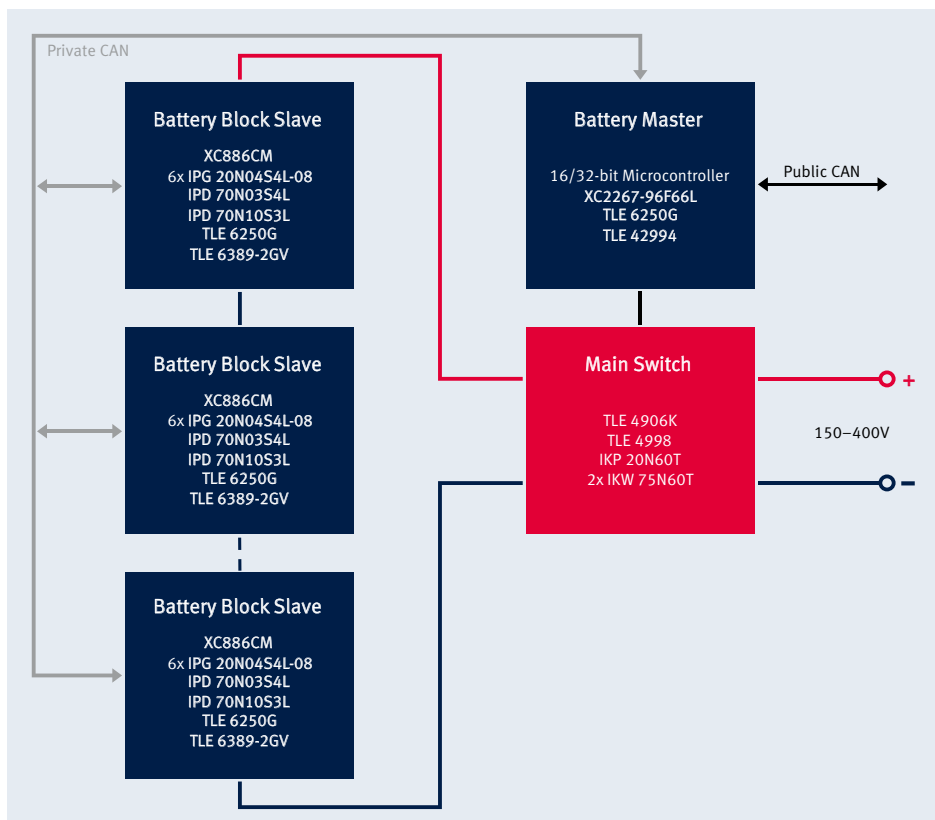 Private CAN
Battery Block Slave
XC886CM
6x IPG 20N04S4L-08
IPD 70N03S4L
IPD 70N10S3L
TLE 6250G
TLE 6389-2GV
Battery Master
16/32-bit Microcontroller
XC2267-96F66L
TLE 6250G
TLE 42994
Public CAN
Battery Block Slave
XC886CM
6x IPG 20N04S4L-08
IPD 70N03S4L
IPD 70N10S3L
TLE 6250G
TLE 6389-2GV
Main Switch
TLE 4906K
TLE 4998
IKP 20N60T
2x IKW 75N60T
+
150–400V
–
Battery Block Slave
XC886CM
6x IPG 20N04S4L-08
IPD 70N03S4L
IPD 70N10S3L
TLE 6250G
TLE 6389-2GV